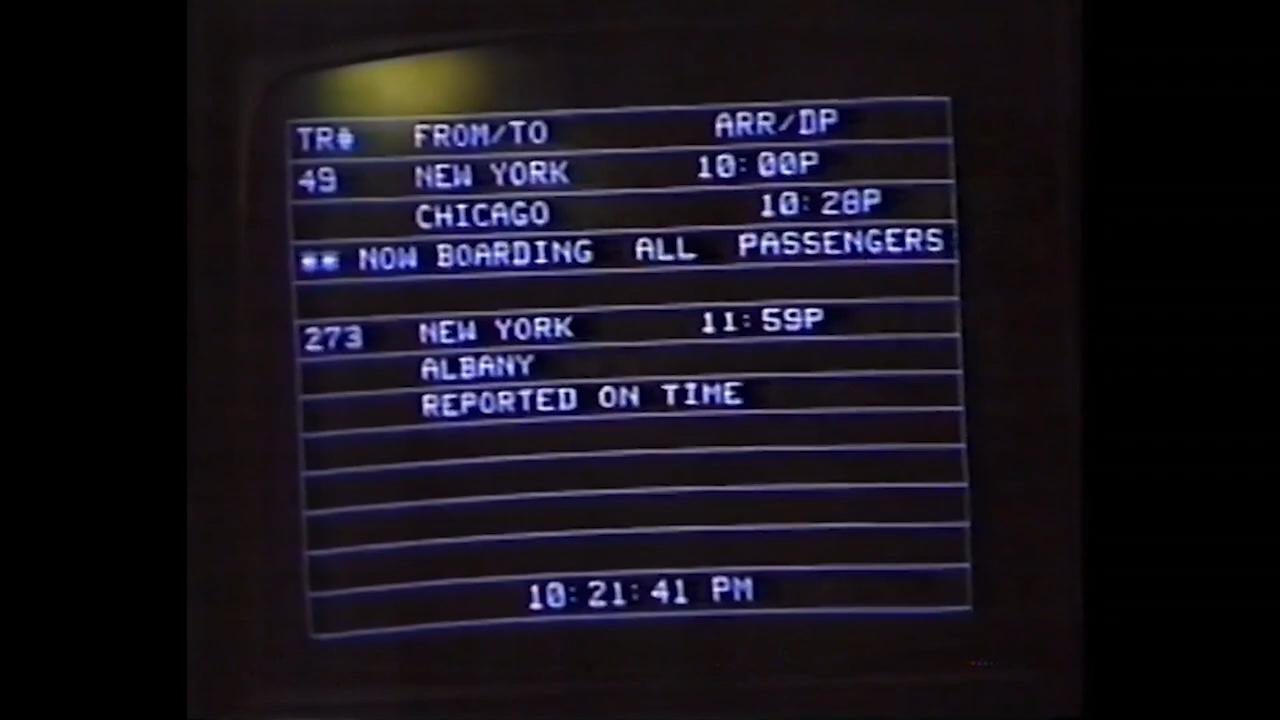 TR# FROM/TO ARR/DP
49 NEW YORK 10:00P
CHICAGO 10:28P
** NOW BOARDING ALL PASSENGERS
273 NEW YORK 11:59P
ALBANY
REPORTED ON TIME
10:21:41 PM